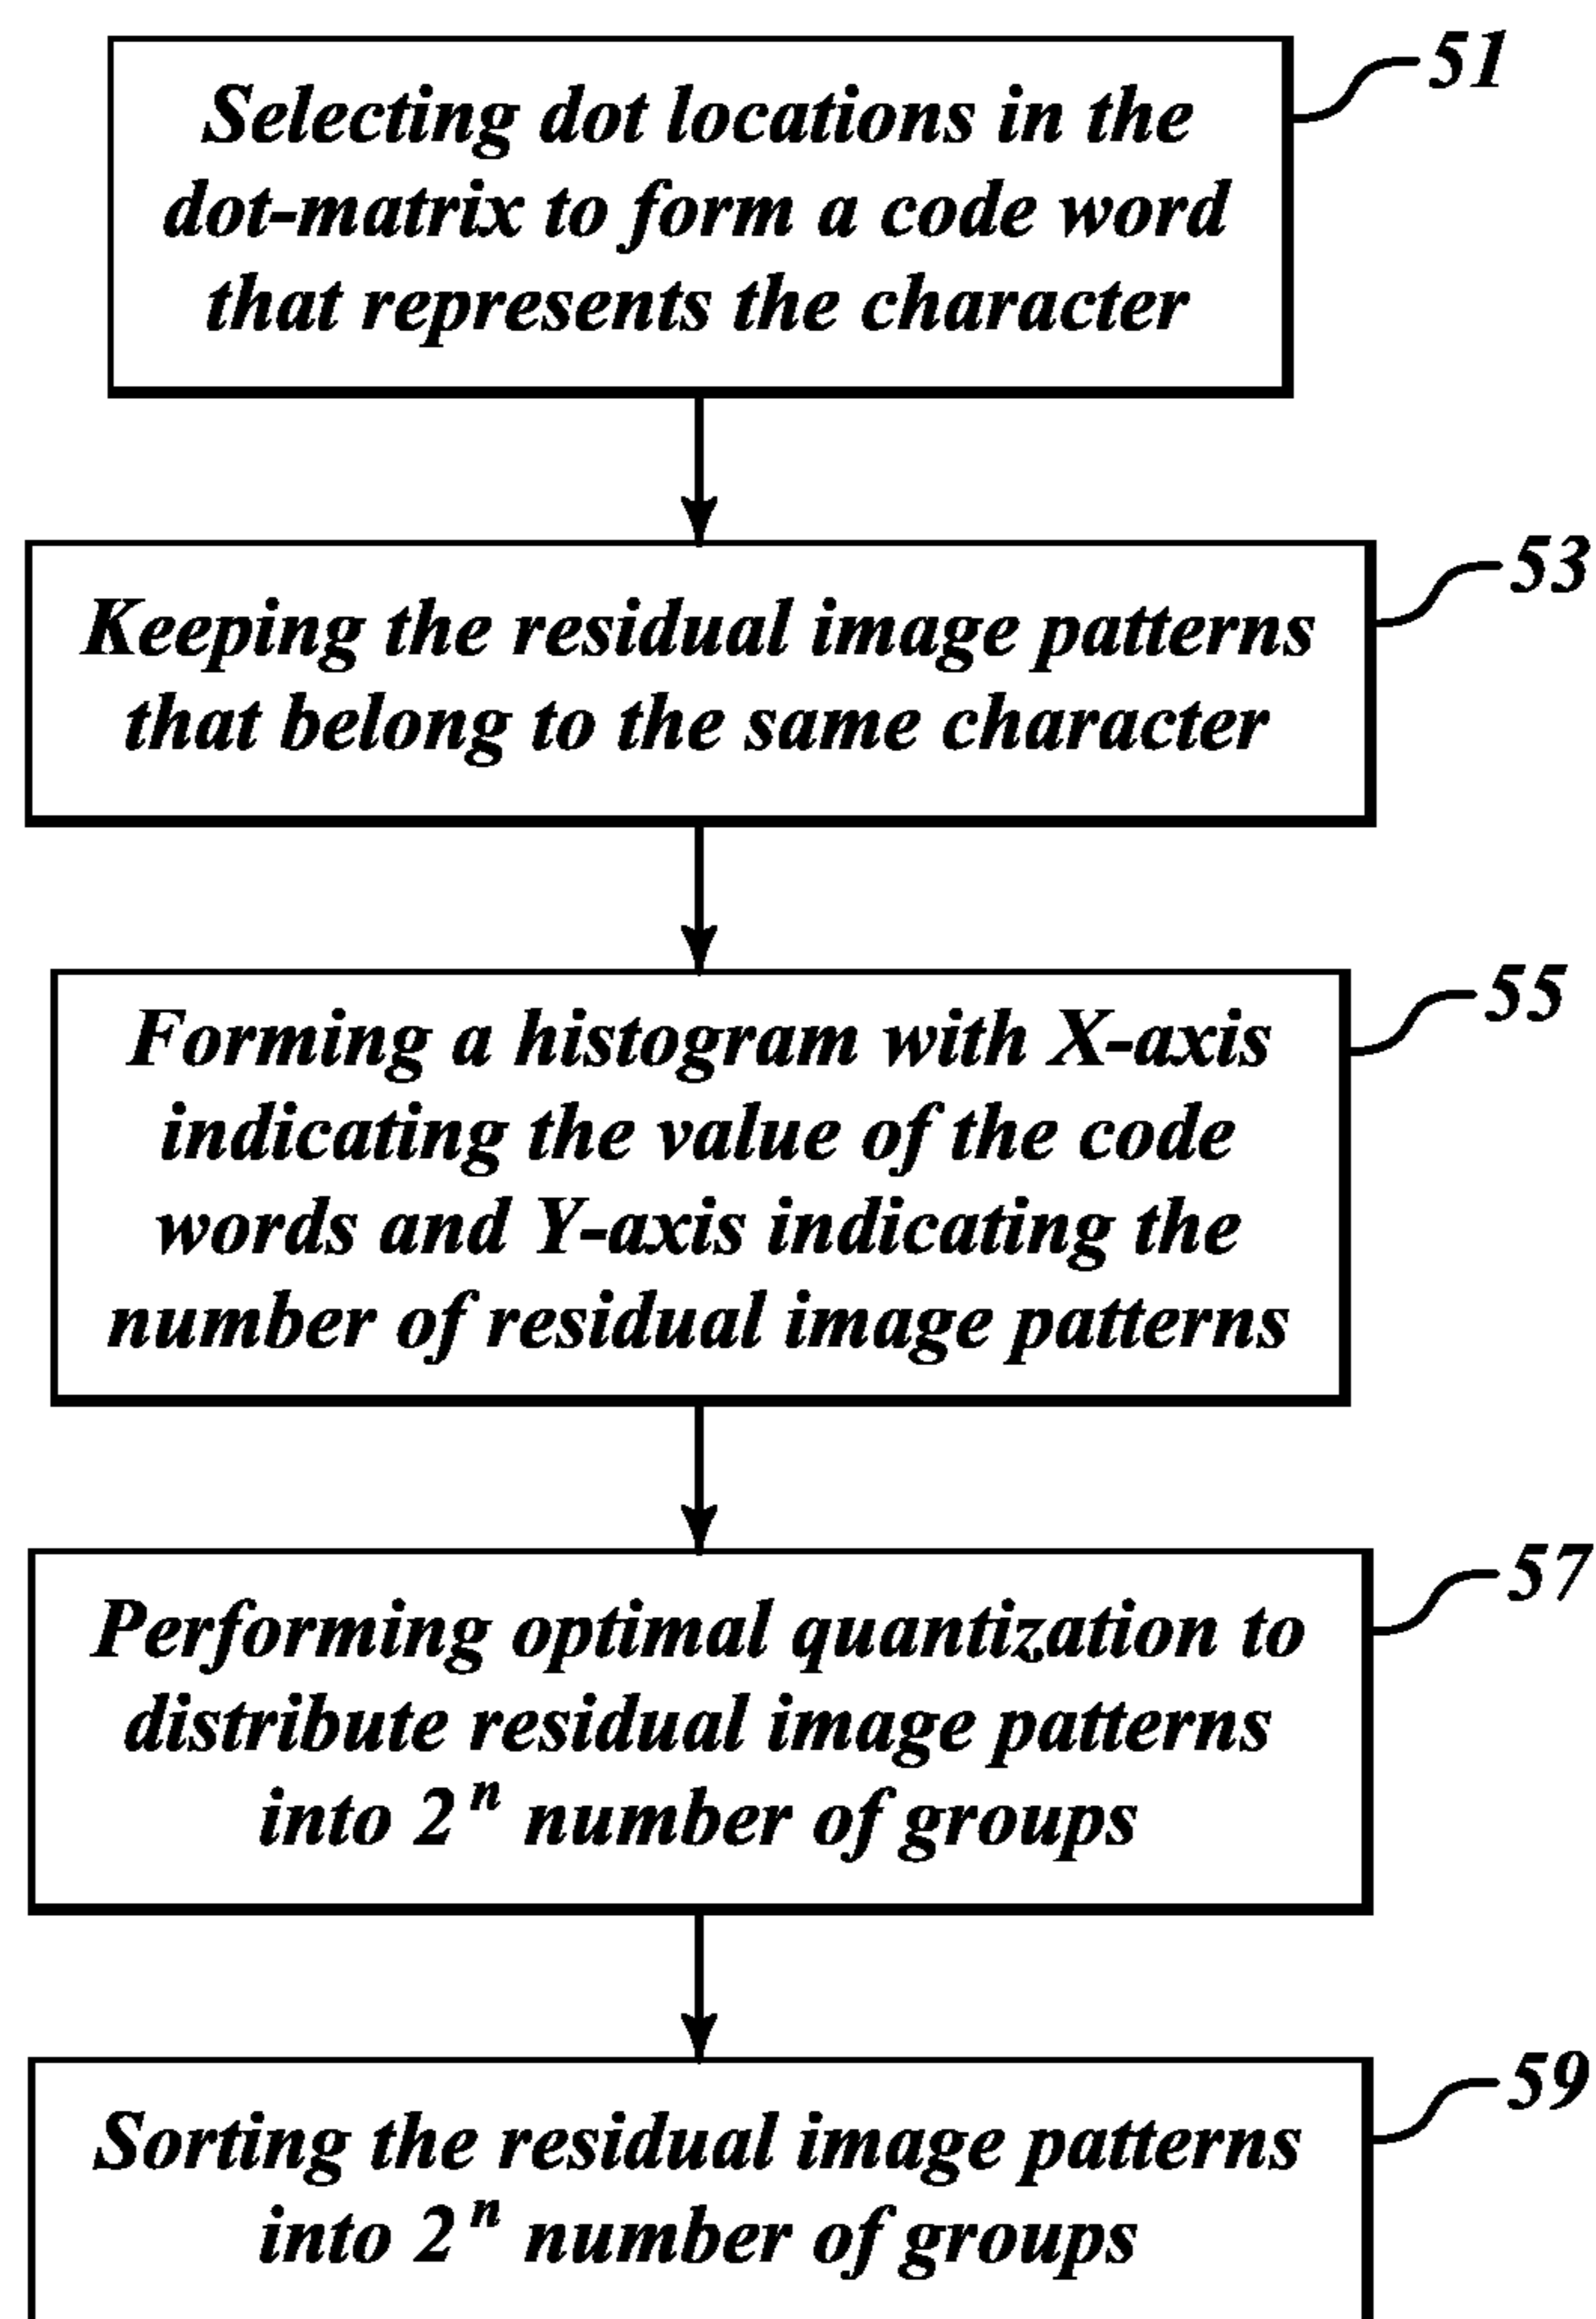 Selecting dot locations in the
dot-matrix to form a code word
that represents the character
51
Keeping the residual image patterns
that belong to the same character
53
Forming a histogram with X-axis
indicating the value of the code
words and Y-axis indicating the
number of residual image patterns
55
Performing optimal quantization to
distribute residual image patterns
into 2ⁿ number of groups
57
Sorting the residual image patterns
into 2ⁿ number of groups
59